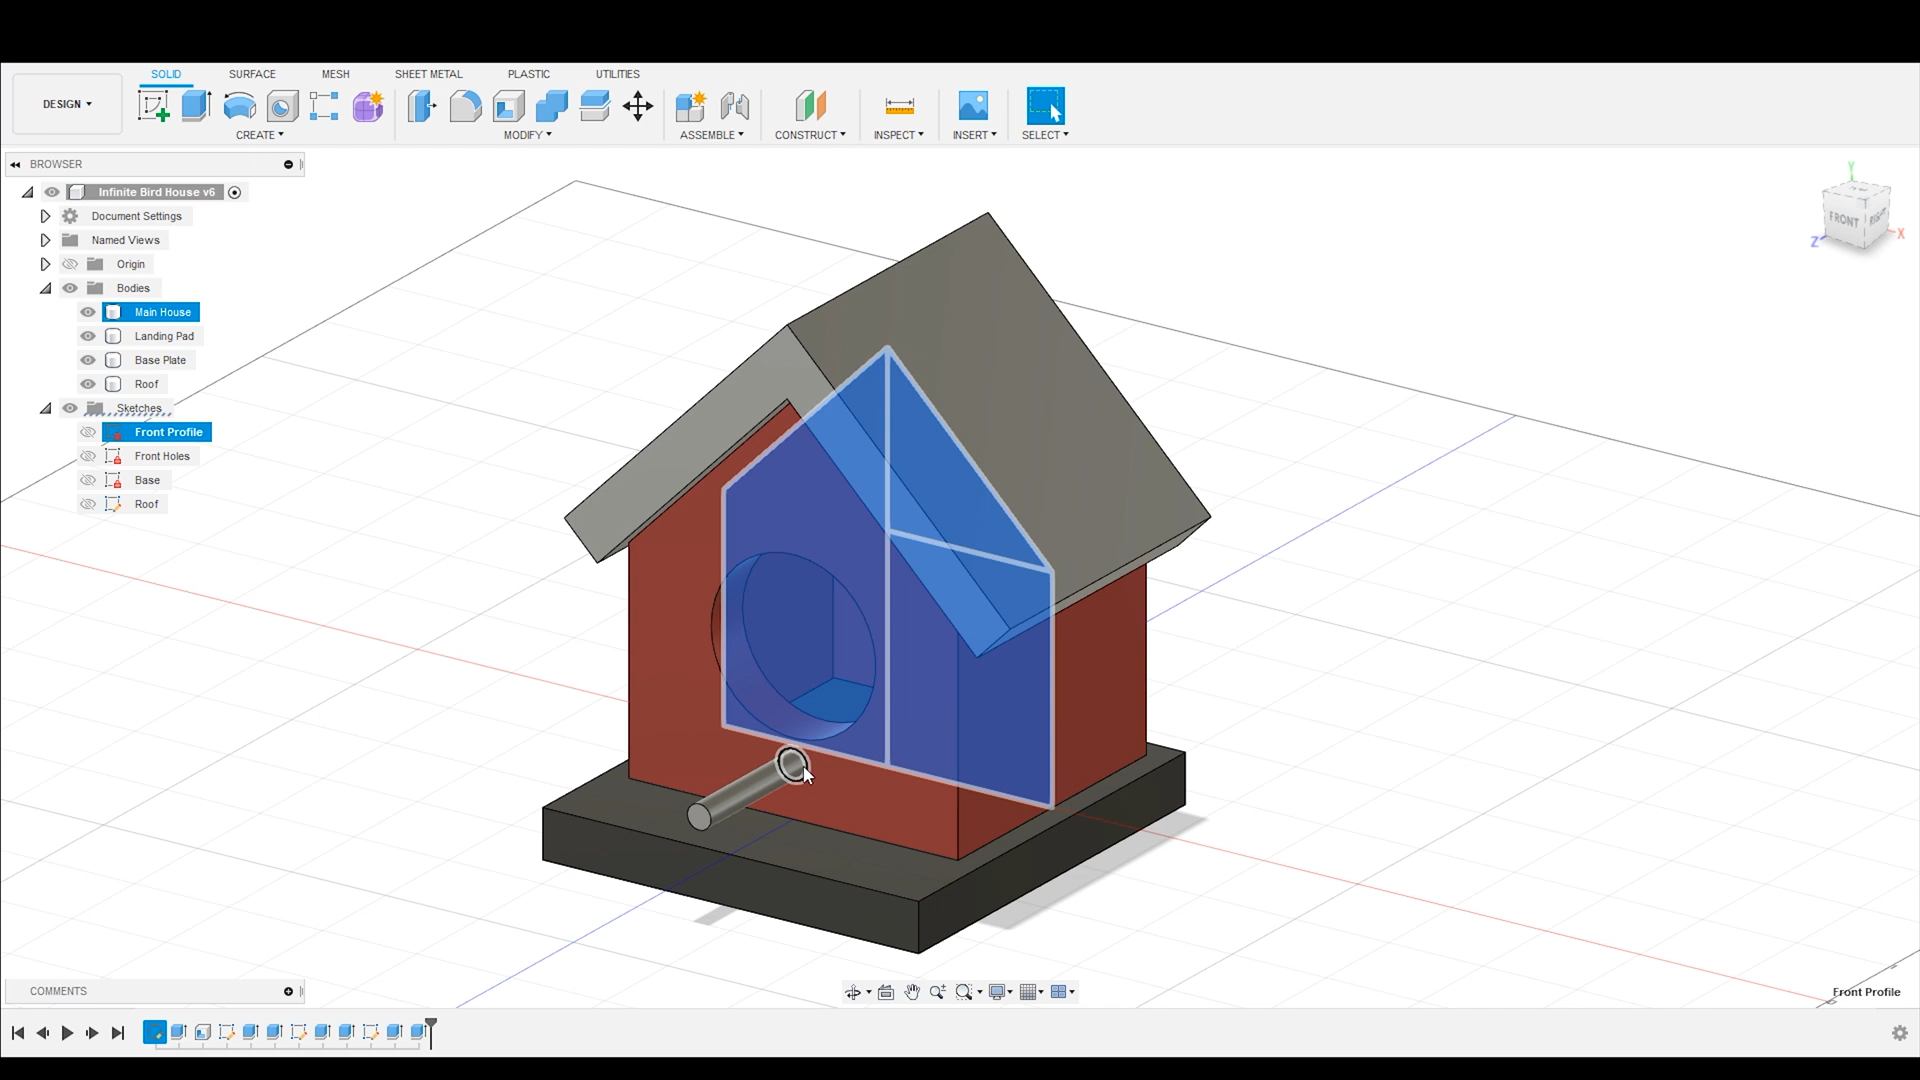 SOLID SURFACE MESH SHEET METAL PLASTIC UTILITIES
DESIGN
CREATE MODIFY ASSEMBLE CONSTRUCT INSPECT INSERT SELECT
BROWSER
Infinite Bird House v6
Document Settings
Named Views
Origin
Bodies
Main House
Landing Pad
Base Plate
Roof
Sketches
Front Profile
Front Holes
Base
Roof
Y
FRONT RIGHT
Z X
COMMENTS
Front Profile